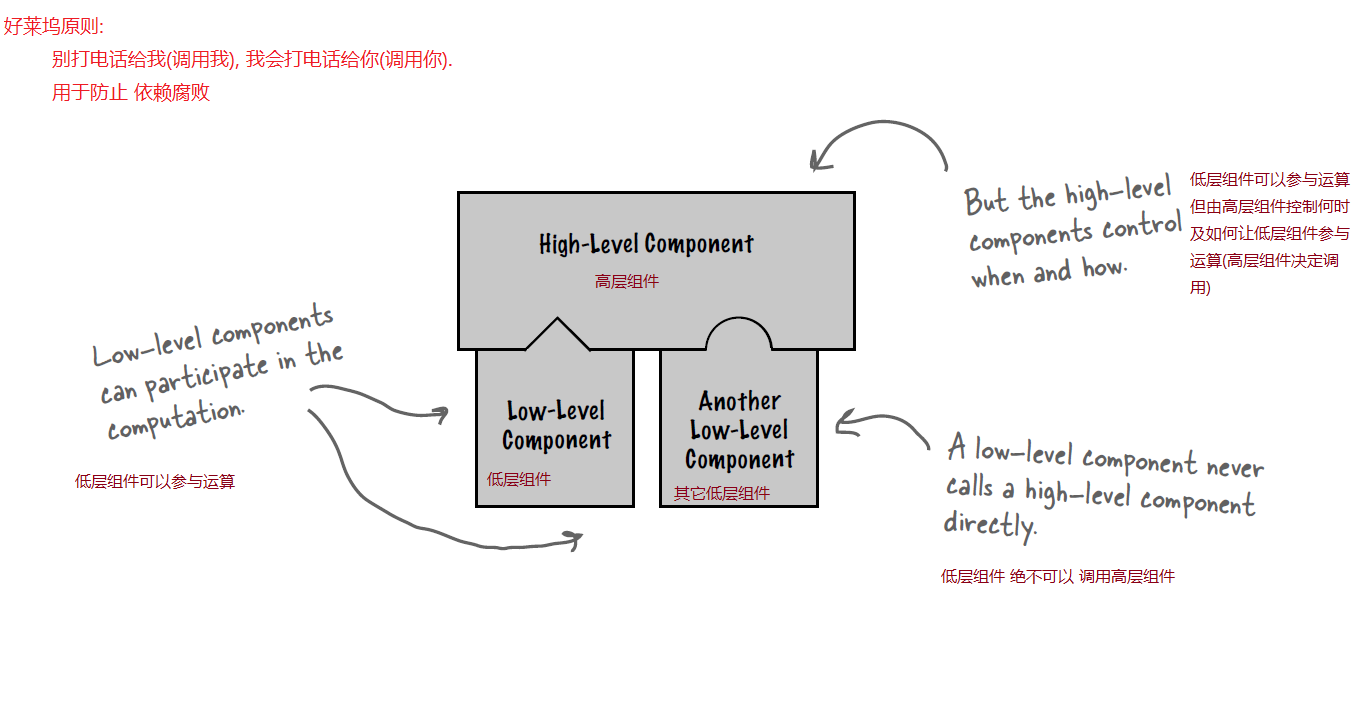 好莱坞原则:
别打电话给我(调用我), 我会打电话给你(调用你).
用于防止 依赖腐败
But the high-level
components control
when and how.
低层组件可以参与运算
但由高层组件控制何时
及如何让低层组件参与
运算(高层组件决定调
用)
High-Level Component
高层组件
Low-level components
can participate in the
computation.
低层组件可以参与运算
Low-Level
Component
低层组件
Another
Low-Level
Component
其它低层组件
A low-level component never
calls a high-level component
directly.
低层组件 绝不可以 调用高层组件